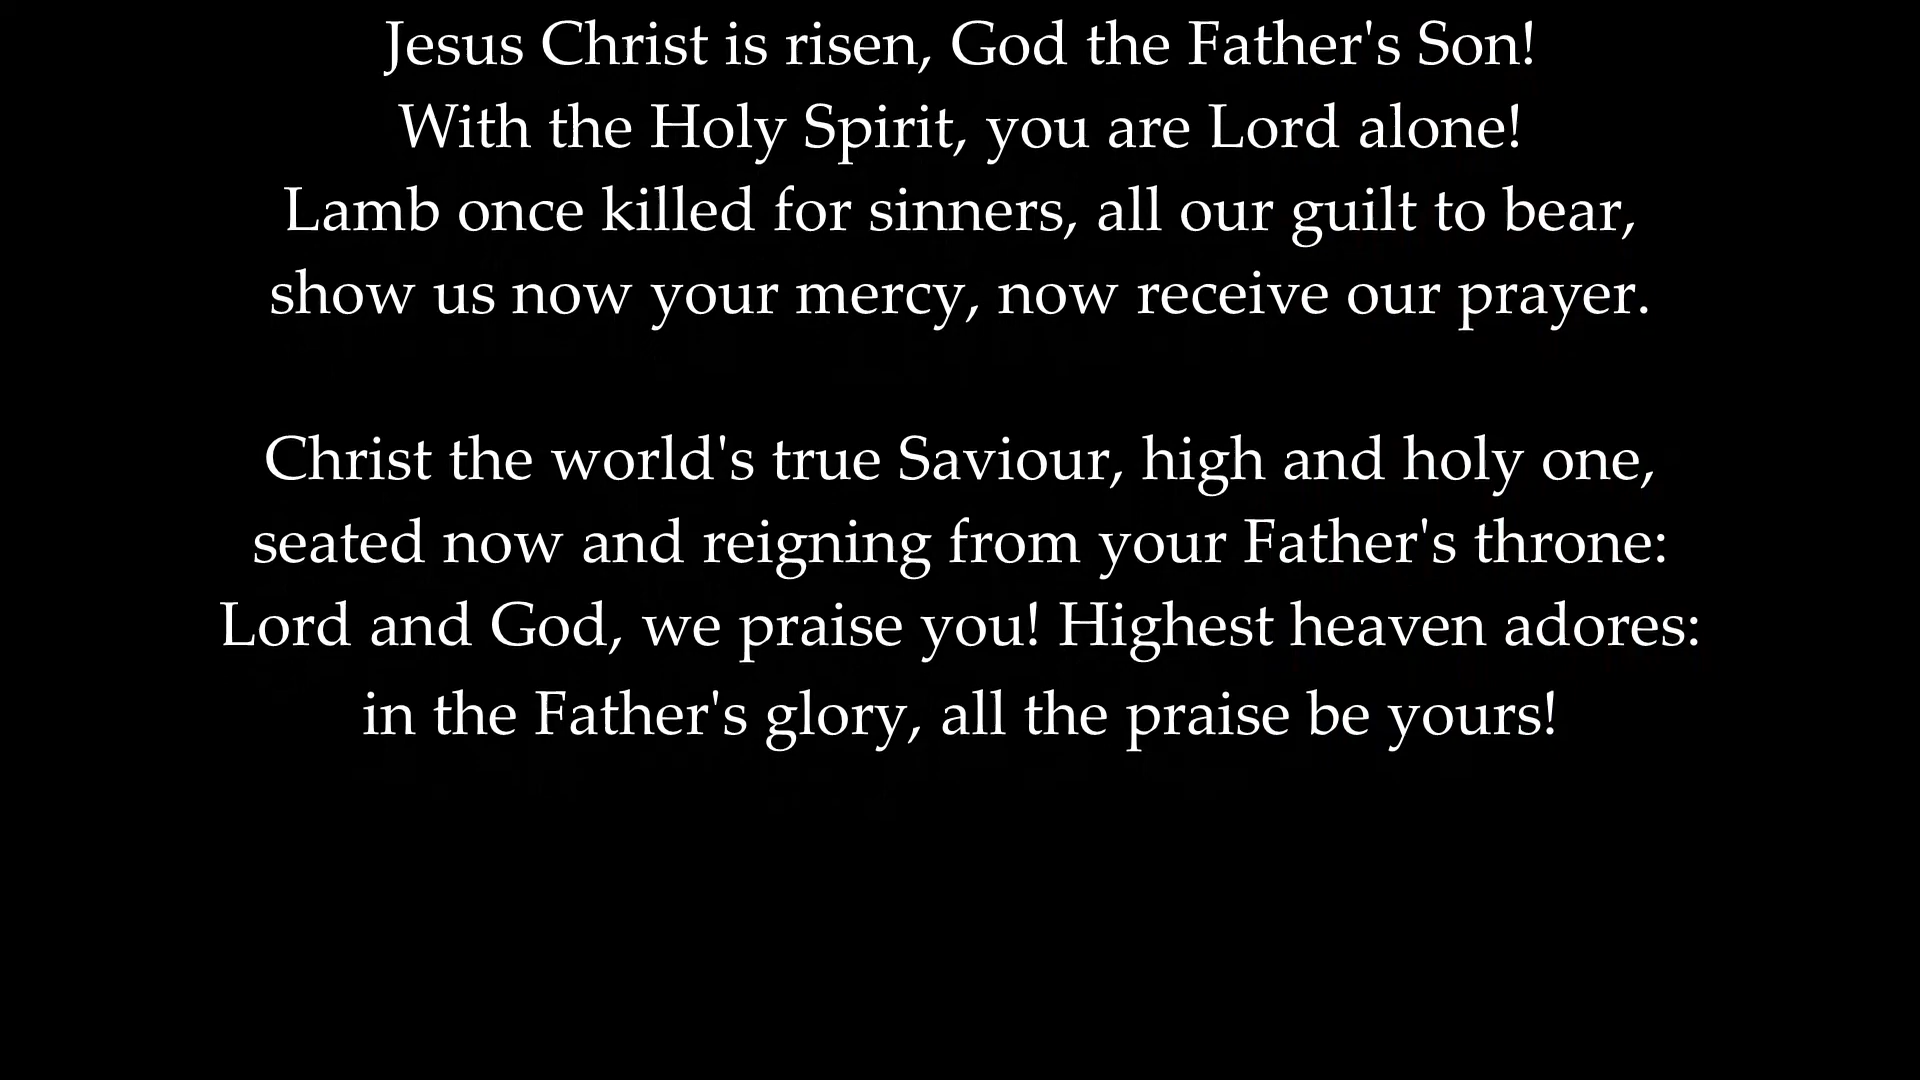 Jesus Christ is risen, God the Father's Son!
With the Holy Spirit, you are Lord alone!
Lamb once killed for sinners, all our guilt to bear,
show us now your mercy, now receive our prayer.
Christ the world's true Saviour, high and holy one,
seated now and reigning from your Father's throne:
Lord and God, we praise you! Highest heaven adores:
in the Father's glory, all the praise be yours!